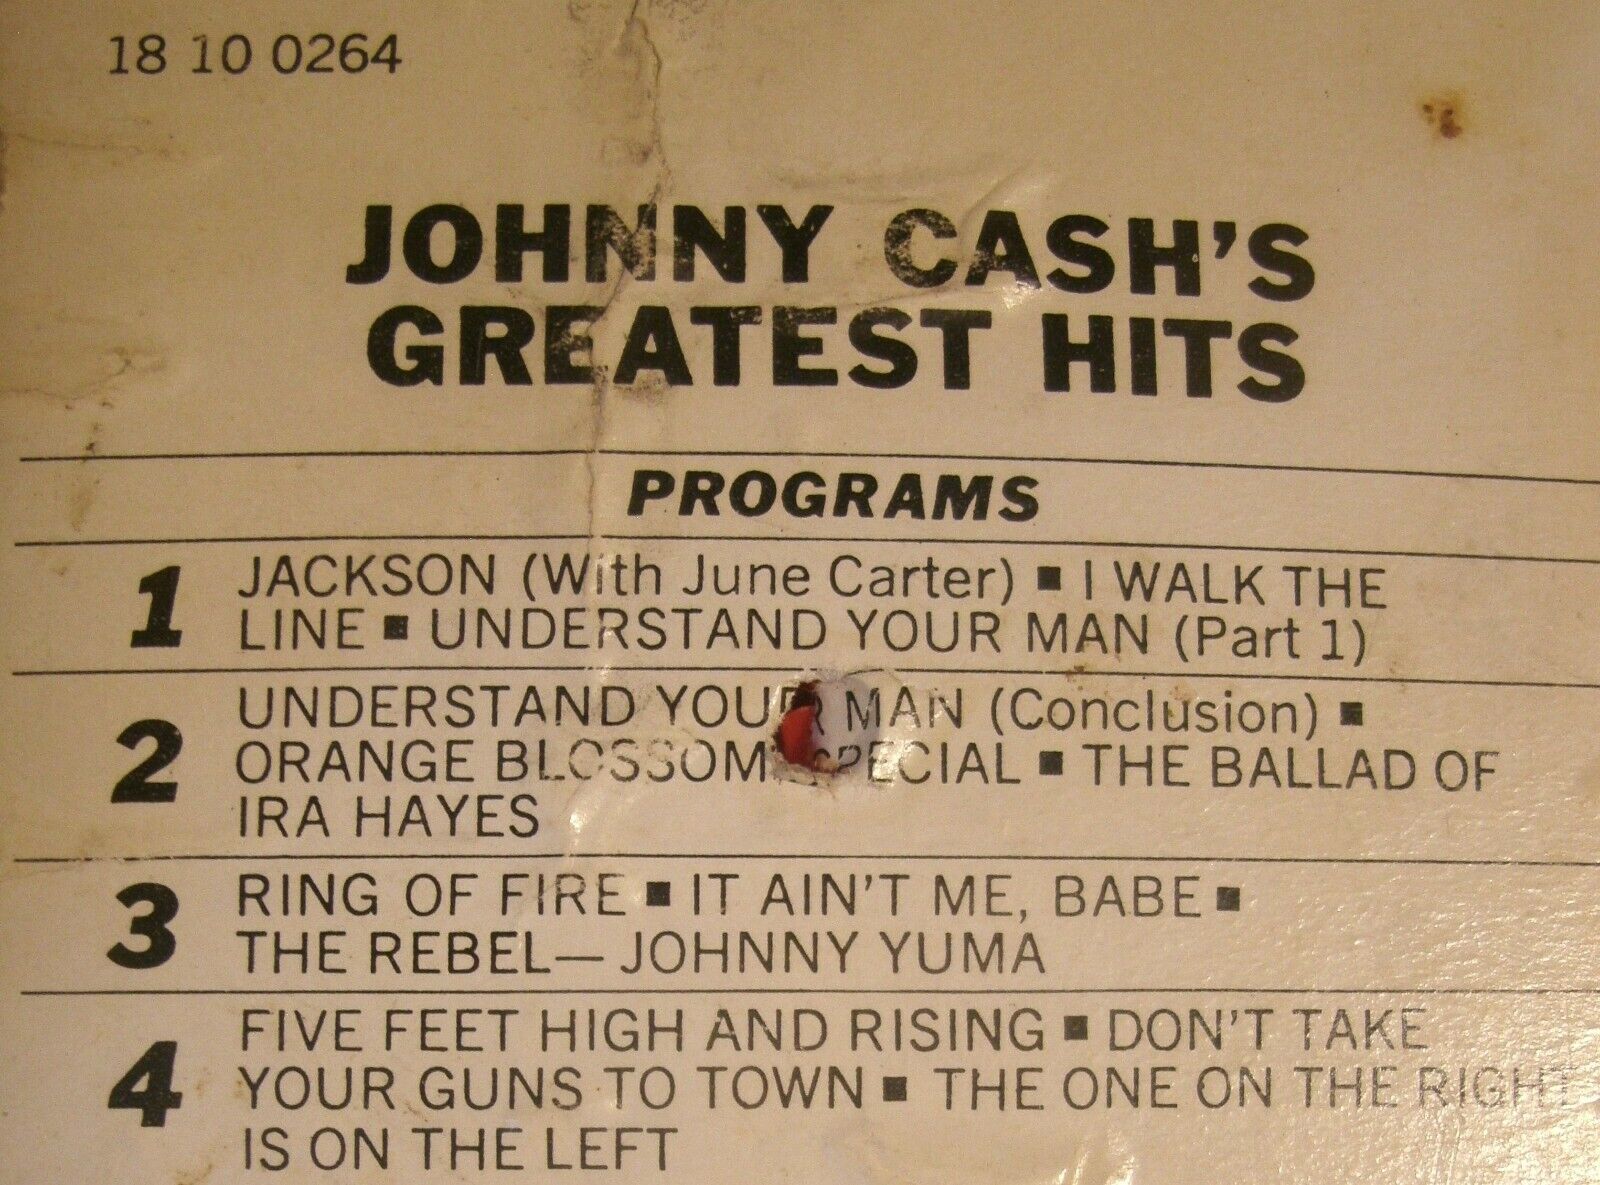 18 10 0264
JOHNNY CASH'S
GREATEST HITS
PROGRAMS
1 JACKSON (With June Carter) ▪ I WALK THE
LINE ▪ UNDERSTAND YOUR MAN (Part 1)
2 UNDERSTAND YOUR MAN (Conclusion) ▪
ORANGE BLOSSOM SPECIAL ▪ THE BALLAD OF
IRA HAYES
3 RING OF FIRE ▪ IT AIN'T ME, BABE ▪
THE REBEL—JOHNNY YUMA
4 FIVE FEET HIGH AND RISING ▪ DON'T TAKE
YOUR GUNS TO TOWN ▪ THE ONE ON THE RIGHT
IS ON THE LEFT